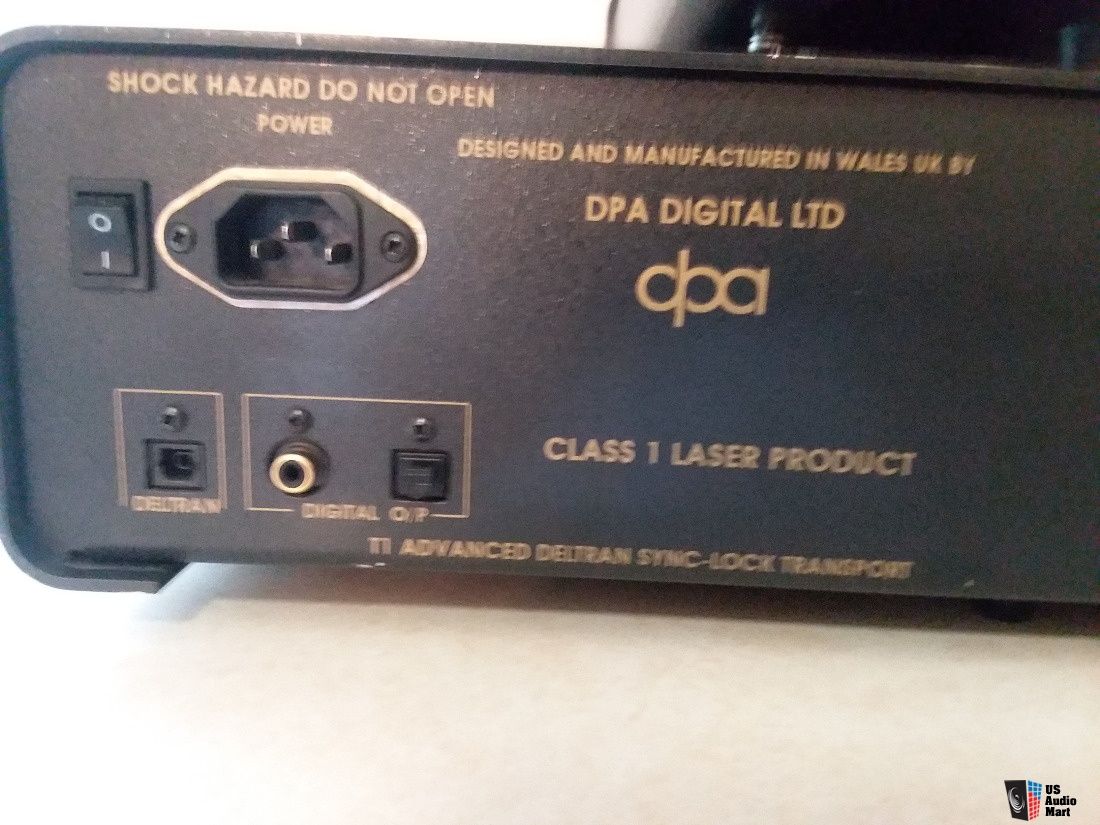 SHOCK HAZARD DO NOT OPEN
POWER
DESIGNED AND MANUFACTURED IN WALES UK BY
DPA DIGITAL LTD
dpa
O
I
CLASS 1 LASER PRODUCT
DELTRAN
DIGITAL O/P
T1 ADVANCED DELTRAN SYNC-LOCK TRANSPORT
US
Audio
Mart